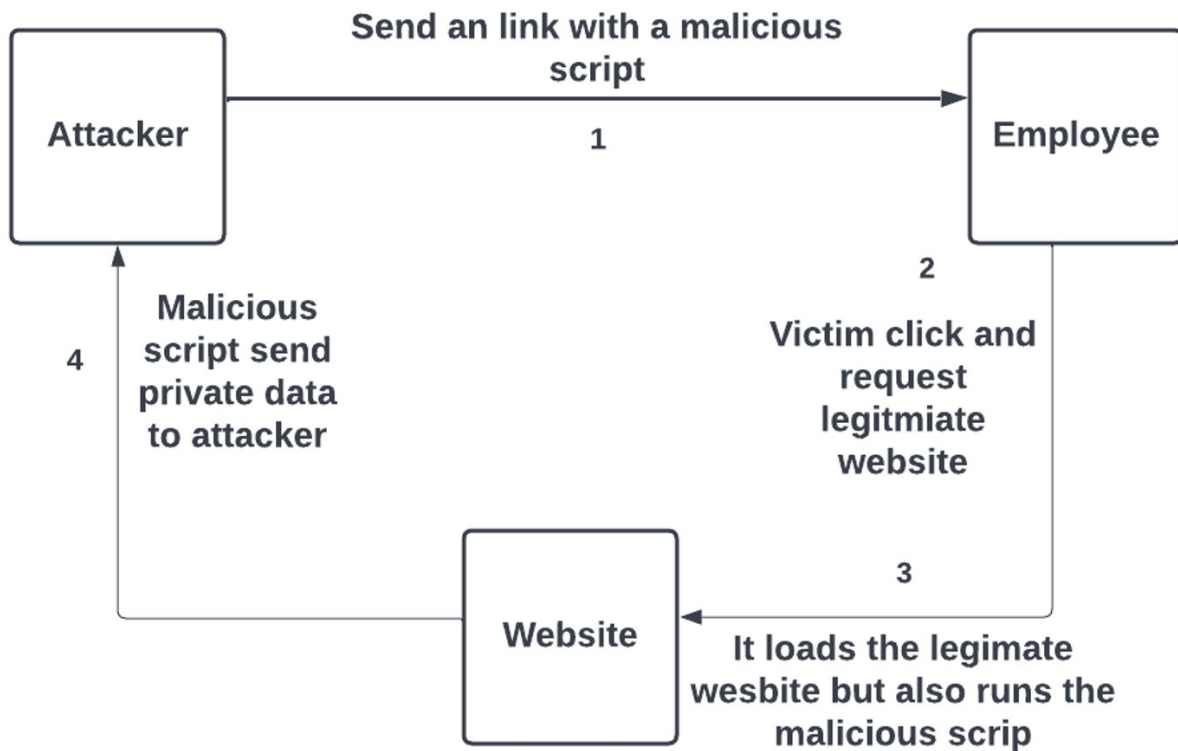 Send an link with a malicious
script
Attacker
1
Employee
2
Malicious
script send
private data
to attacker
4
Victim click and
request
legitmiate
website
3
Website
It loads the legimate
wesbite but also runs the
malicious scrip